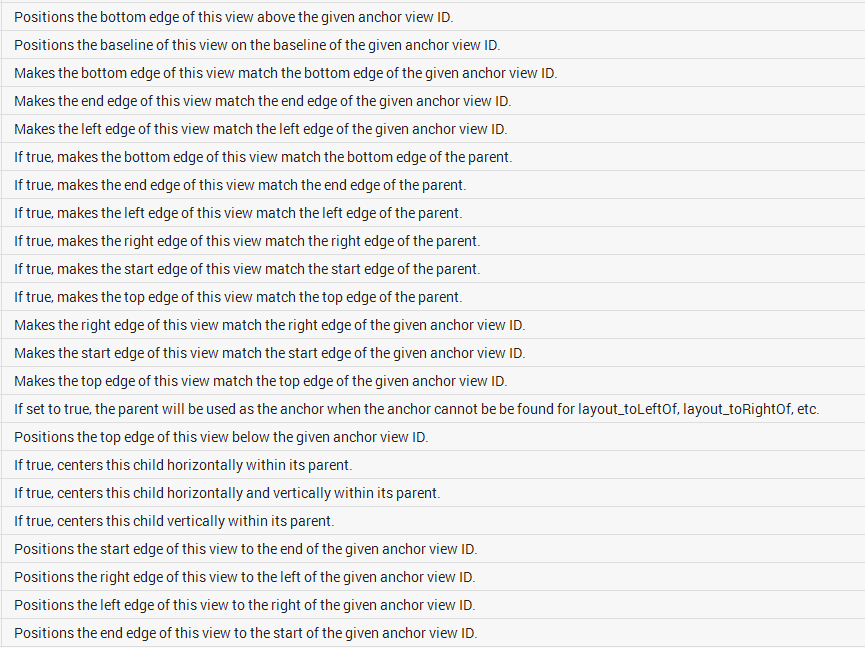 Positions the bottom edge of this view above the given anchor view ID.
Positions the baseline of this view on the baseline of the given anchor view ID.
Makes the bottom edge of this view match the bottom edge of the given anchor view ID.
Makes the end edge of this view match the end edge of the given anchor view ID.
Makes the left edge of this view match the left edge of the given anchor view ID.
If true, makes the bottom edge of this view match the bottom edge of the parent.
If true, makes the end edge of this view match the end edge of the parent.
If true, makes the left edge of this view match the left edge of the parent.
If true, makes the right edge of this view match the right edge of the parent.
If true, makes the start edge of this view match the start edge of the parent.
If true, makes the top edge of this view match the top edge of the parent.
Makes the right edge of this view match the right edge of the given anchor view ID.
Makes the start edge of this view match the start edge of the given anchor view ID.
Makes the top edge of this view match the top edge of the given anchor view ID.
If set to true, the parent will be used as the anchor when the anchor cannot be be found for layout_toLeftOf, layout_toRightOf, etc.
Positions the top edge of this view below the given anchor view ID.
If true, centers this child horizontally within its parent.
If true, centers this child horizontally and vertically within its parent.
If true, centers this child vertically within its parent.
Positions the start edge of this view to the end of the given anchor view ID.
Positions the right edge of this view to the left of the given anchor view ID.
Positions the left edge of this view to the right of the given anchor view ID.
Positions the end edge of this view to the start of the given anchor view ID.